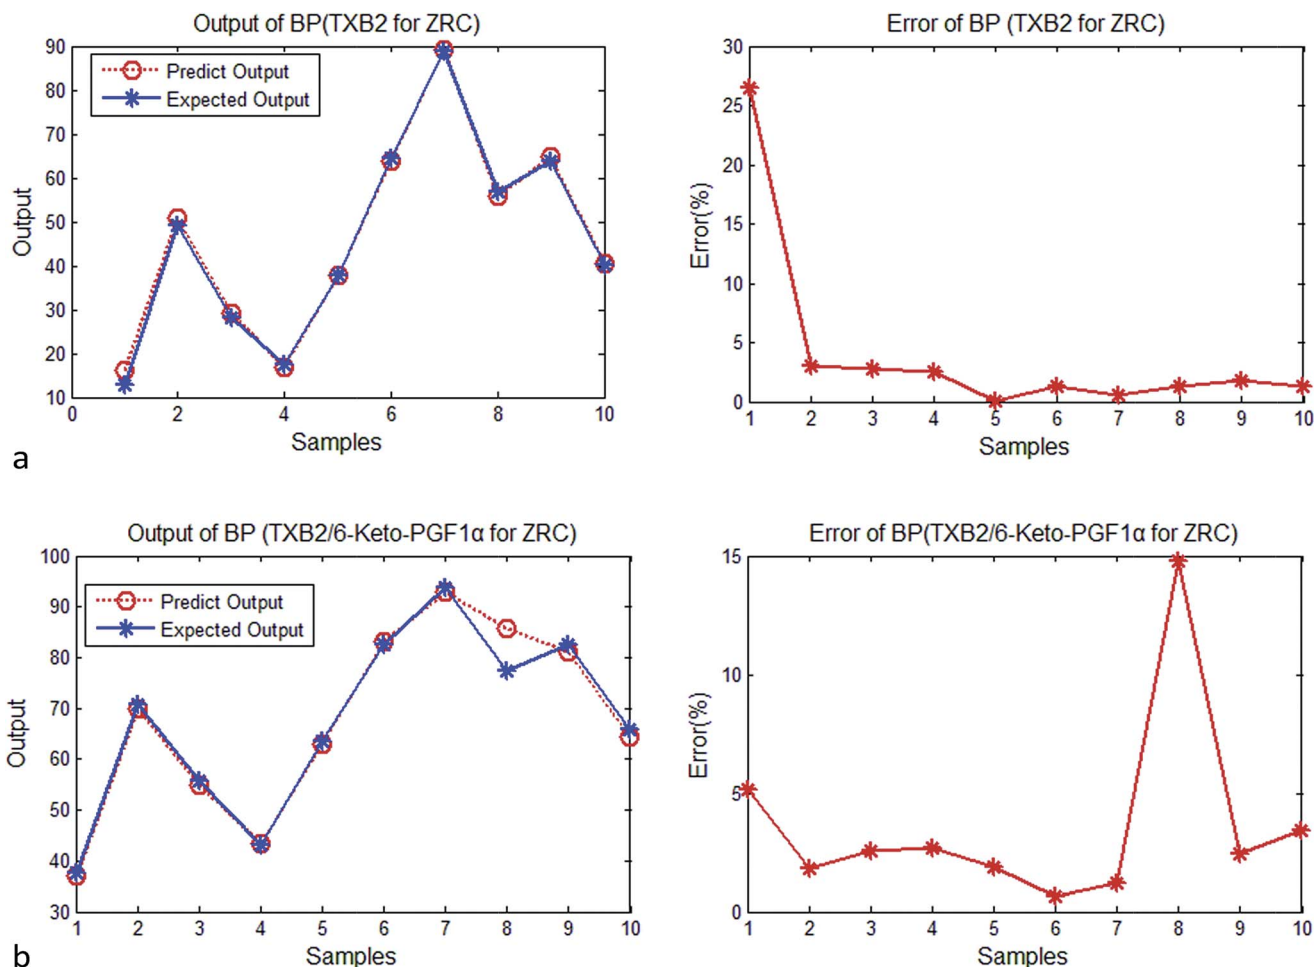 Output of BP(TXB2 for ZRC)
90
80
70
60
50
40
30
20
10
Output
Predict Output
Expected Output
0 2 4 6 8 10
Samples
Error of BP (TXB2 for ZRC)
30
25
20
15
10
5
0
Error(%)
1 2 3 4 5 6 7 8 9 10
Samples
a
Output of BP (TXB2/6-Keto-PGF1α for ZRC)
100
90
80
70
60
50
40
30
Output
Predict Output
Expected Output
1 2 3 4 5 6 7 8 9 10
Samples
Error of BP(TXB2/6-Keto-PGF1α for ZRC)
15
10
5
0
Error(%)
1 2 3 4 5 6 7 8 9 10
Samples
b